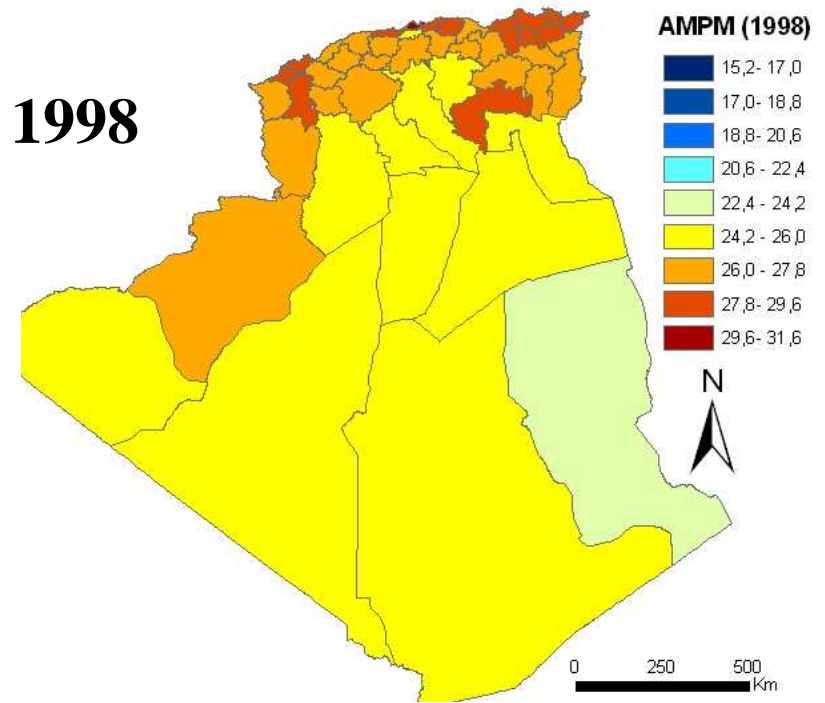 1998
AMPM (1998)
15,2- 17,0
17,0 - 18,8
18,8- 20,6
20,6 - 22,4
22,4 - 24,2
24,2 - 26,0
26,0 - 27,8
27,8- 29,6
29,6- 31,6
N
0 250 500
Km